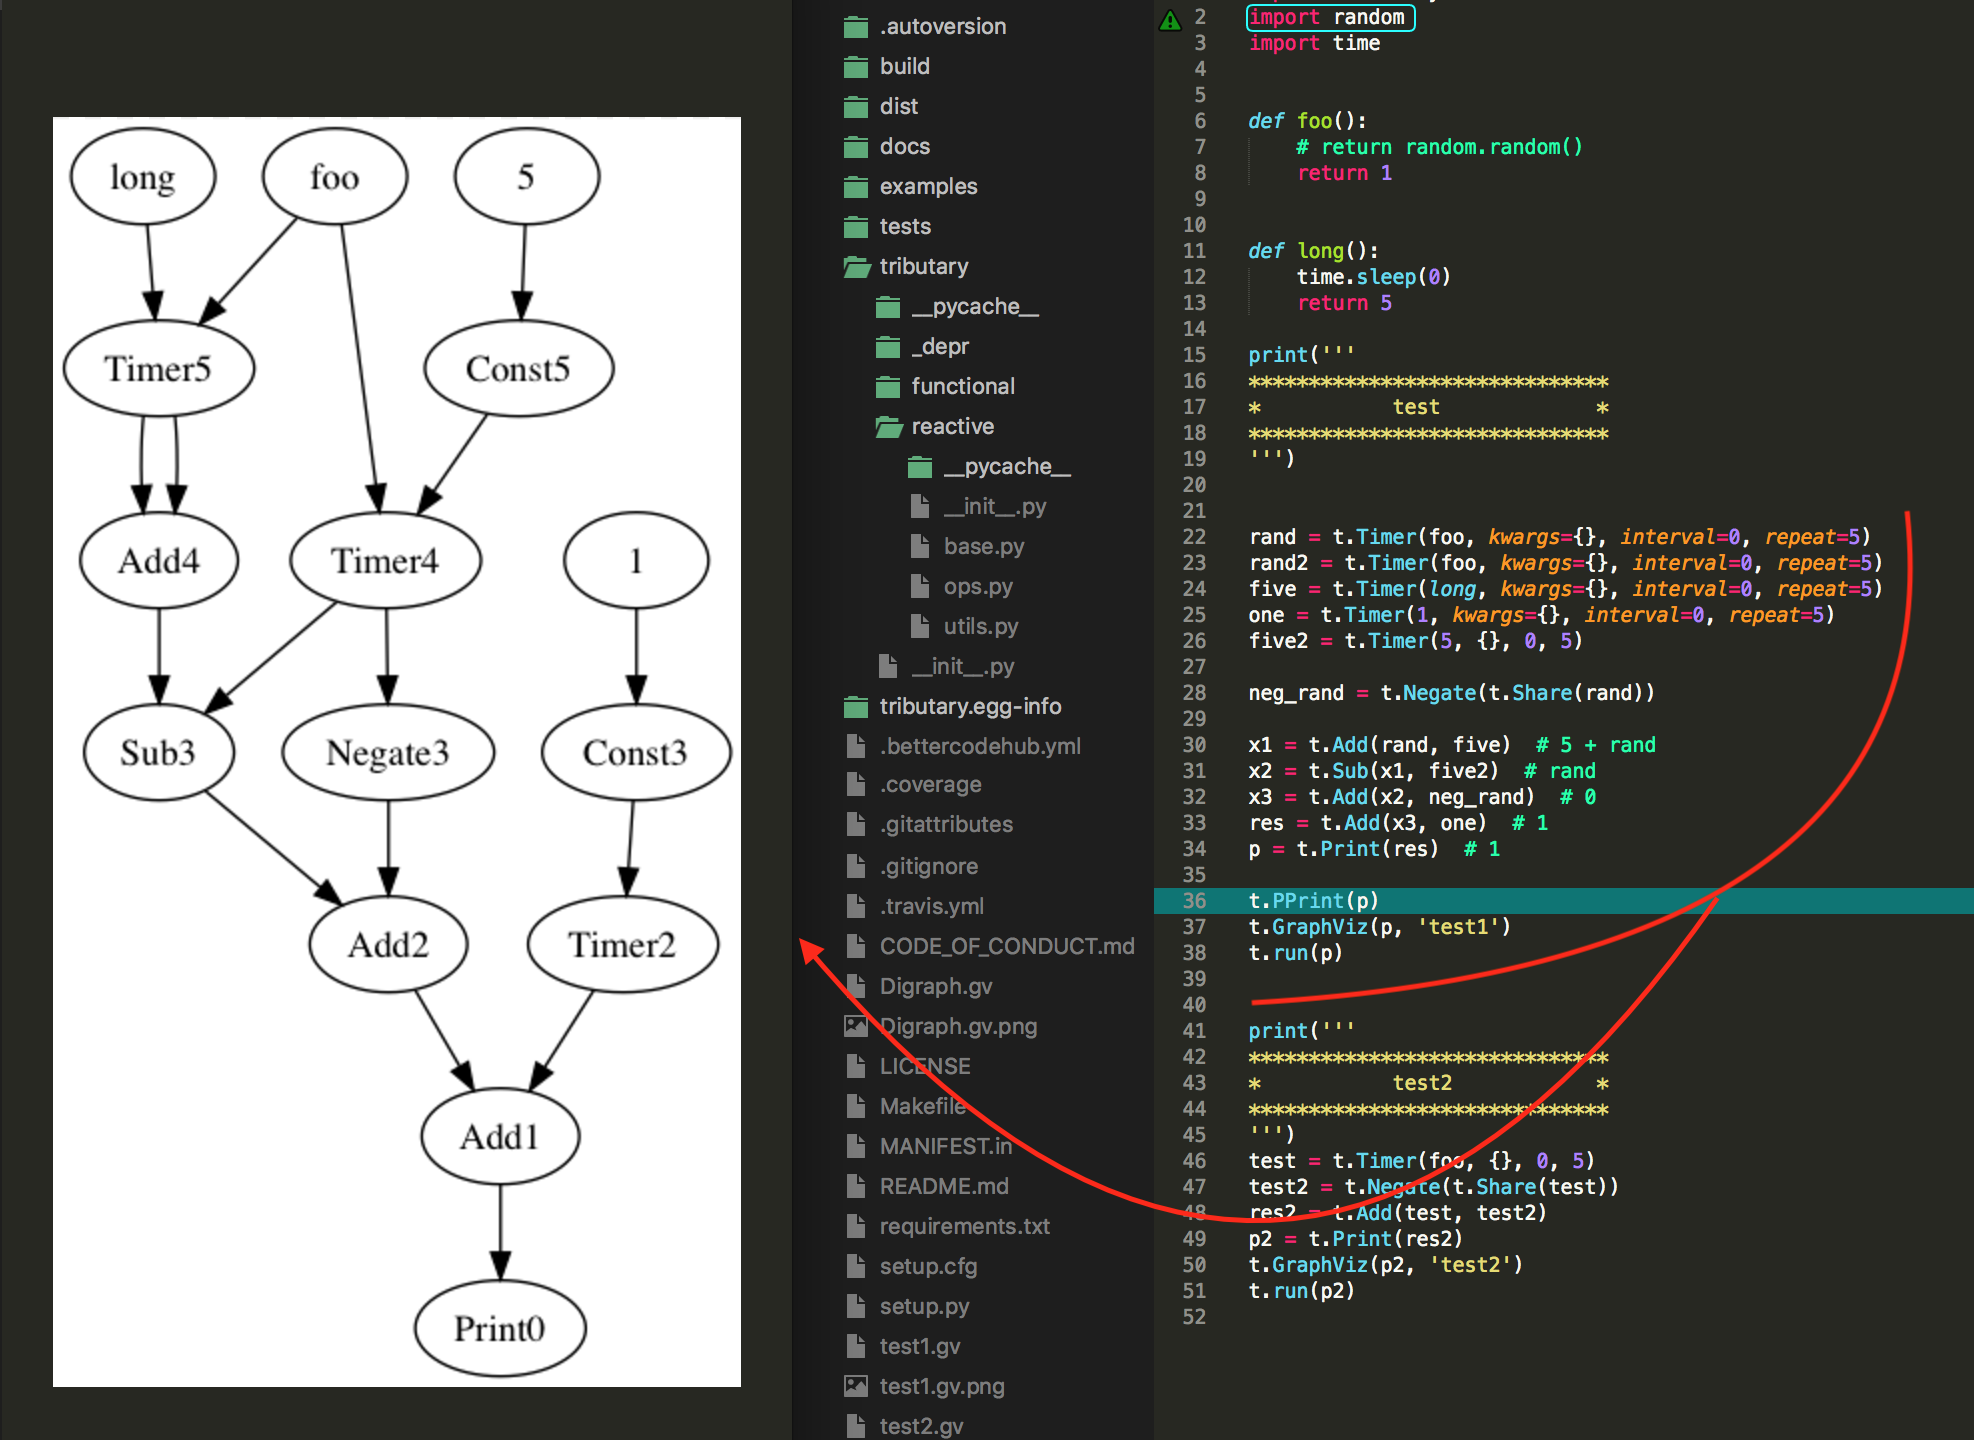 long foo 5
Timer5 Const5
Add4 Timer4 1
Sub3 Negate3 Const3
Add2 Timer2
Add1
Print0
.autoversion
build
dist
docs
examples
tests
tributary
__pycache__
_depr
functional
reactive
__pycache__
__init__.py
base.py
ops.py
utils.py
__init__.py
tributary.egg-info
.bettercodehub.yml
.coverage
.gitattributes
.gitignore
.travis.yml
CODE_OF_CONDUCT.md
Digraph.gv
Digraph.gv.png
LICENSE
Makefile
MANIFEST.in
README.md
requirements.txt
setup.cfg
setup.py
test1.gv
test1.gv.png
test2.gv
2 import random
3 import time
4
5
6 def foo():
7     # return random.random()
8     return 1
9
10
11 def long():
12     time.sleep(0)
13     return 5
14
15 print('''
16 ******************************
17 *           test             *
18 ******************************
19 ''')
20
21
22 rand = t.Timer(foo, kwargs={}, interval=0, repeat=5)
23 rand2 = t.Timer(foo, kwargs={}, interval=0, repeat=5)
24 five = t.Timer(long, kwargs={}, interval=0, repeat=5)
25 one = t.Timer(1, kwargs={}, interval=0, repeat=5)
26 five2 = t.Timer(5, {}, 0, 5)
27
28 neg_rand = t.Negate(t.Share(rand))
29
30 x1 = t.Add(rand, five)  # 5 + rand
31 x2 = t.Sub(x1, five2)  # rand
32 x3 = t.Add(x2, neg_rand)  # 0
33 res = t.Add(x3, one)  # 1
34 p = t.Print(res)  # 1
35
36 t.PPrint(p)
37 t.GraphViz(p, 'test1')
38 t.run(p)
39
40
41 print('''
42 ******************************
43 *           test2            *
44 ******************************
45 ''')
46 test = t.Timer(foo, {}, 0, 5)
47 test2 = t.Negate(t.Share(test))
48 res2 = t.Add(test, test2)
49 p2 = t.Print(res2)
50 t.GraphViz(p2, 'test2')
51 t.run(p2)
52